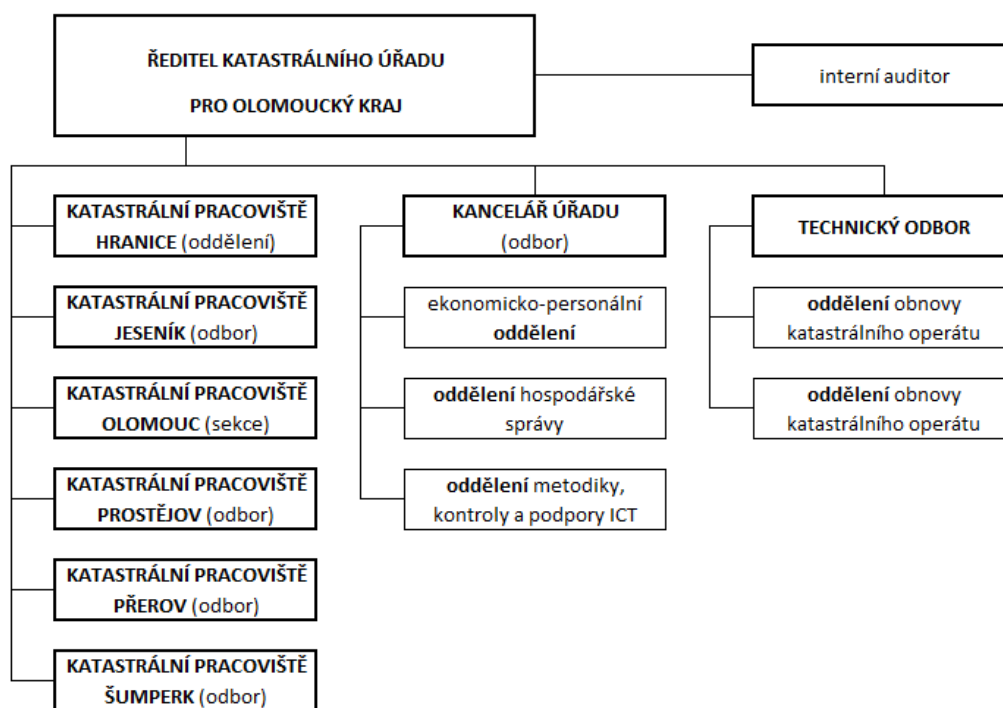 ŘEDITEL KATASTRÁLNÍHO ÚŘADU
PRO OLOMOUCKÝ KRAJ
interní auditor
KATASTRÁLNÍ PRACOVIŠTĚ
HRANICE (oddělení)
JESENÍK (odbor)
KATASTRÁLNÍ PRACOVIŠTĚ
OLOMOUC (sekce)
KATASTRÁLNÍ PRACOVIŠTĚ
PROSTĚJOV (odbor)
KATASTRÁLNÍ PRACOVIŠTĚ
PŘEROV (odbor)
KATASTRÁLNÍ PRACOVIŠTĚ
ŠUMPERK (odbor)
KANCELÁŘ ÚŘADU
(odbor)
ekonomicko-personální
oddělení
oddělení hospodářské
správy
oddělení metodiky,
kontroly a podpory ICT
TECHNICKÝ ODBOR
oddělení obnovy
katastrálního operátu
oddělení obnovy
katastrálního operátu